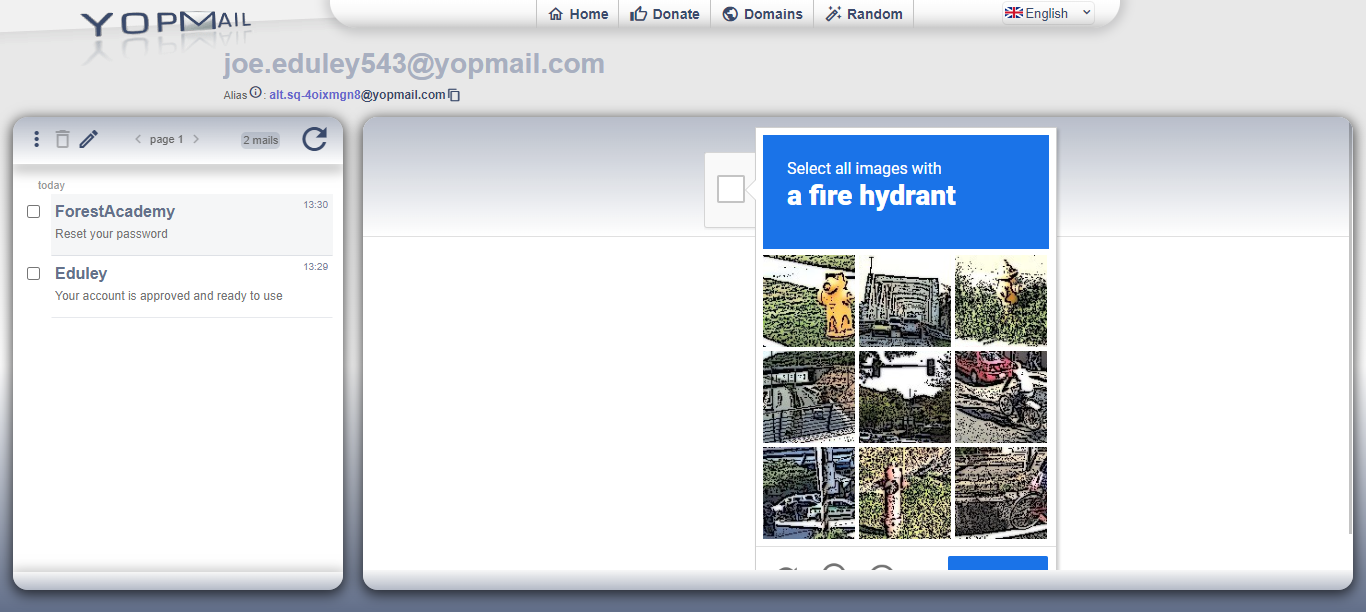 YOPMAIL
Home
Donate
Domains
Random
English
joe.eduley543@yopmail.com
Alias : alt.sq-4oixmgn8@yopmail.com
page 1
2 mails
today
ForestAcademy 13:30
Reset your password
Eduley 13:29
Your account is approved and ready to use
Select all images with
a fire hydrant